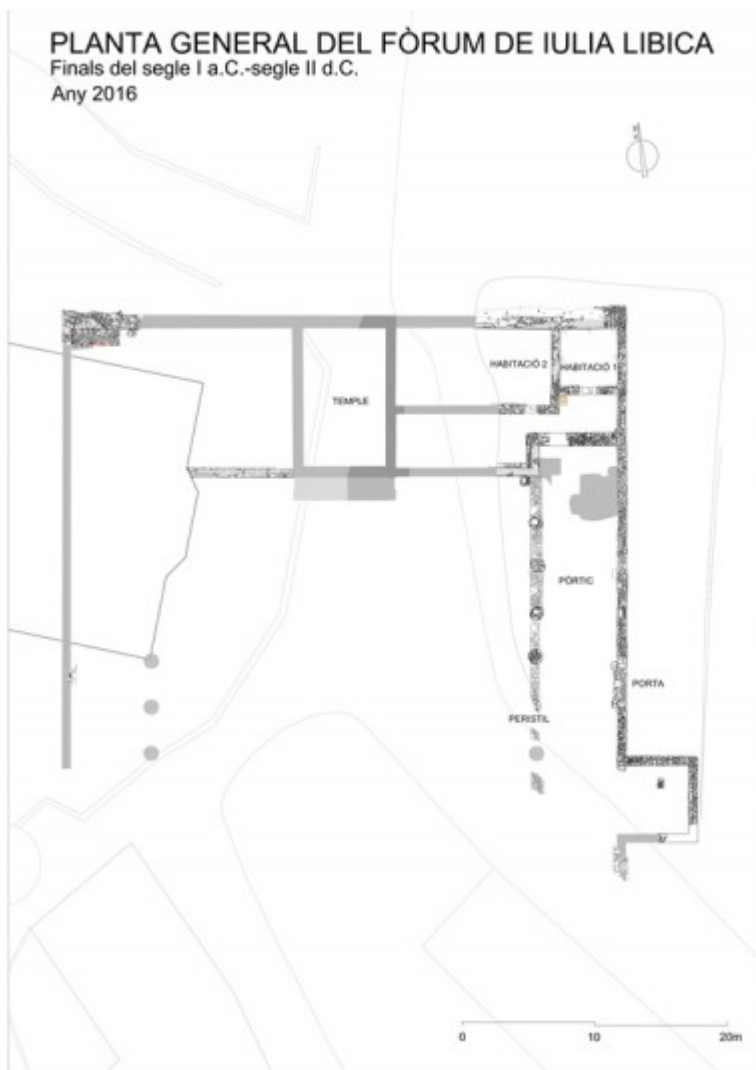 PLANTA GENERAL DEL FÒRUM DE IULIA LIBICA
Finals del segle I a.C.-segle II d.C.
Any 2016
N
HABITACIÓ 2
HABITACIÓ 1
TEMPLE
PÒRTIC
PORTA
PERISTIL
0 10 20m